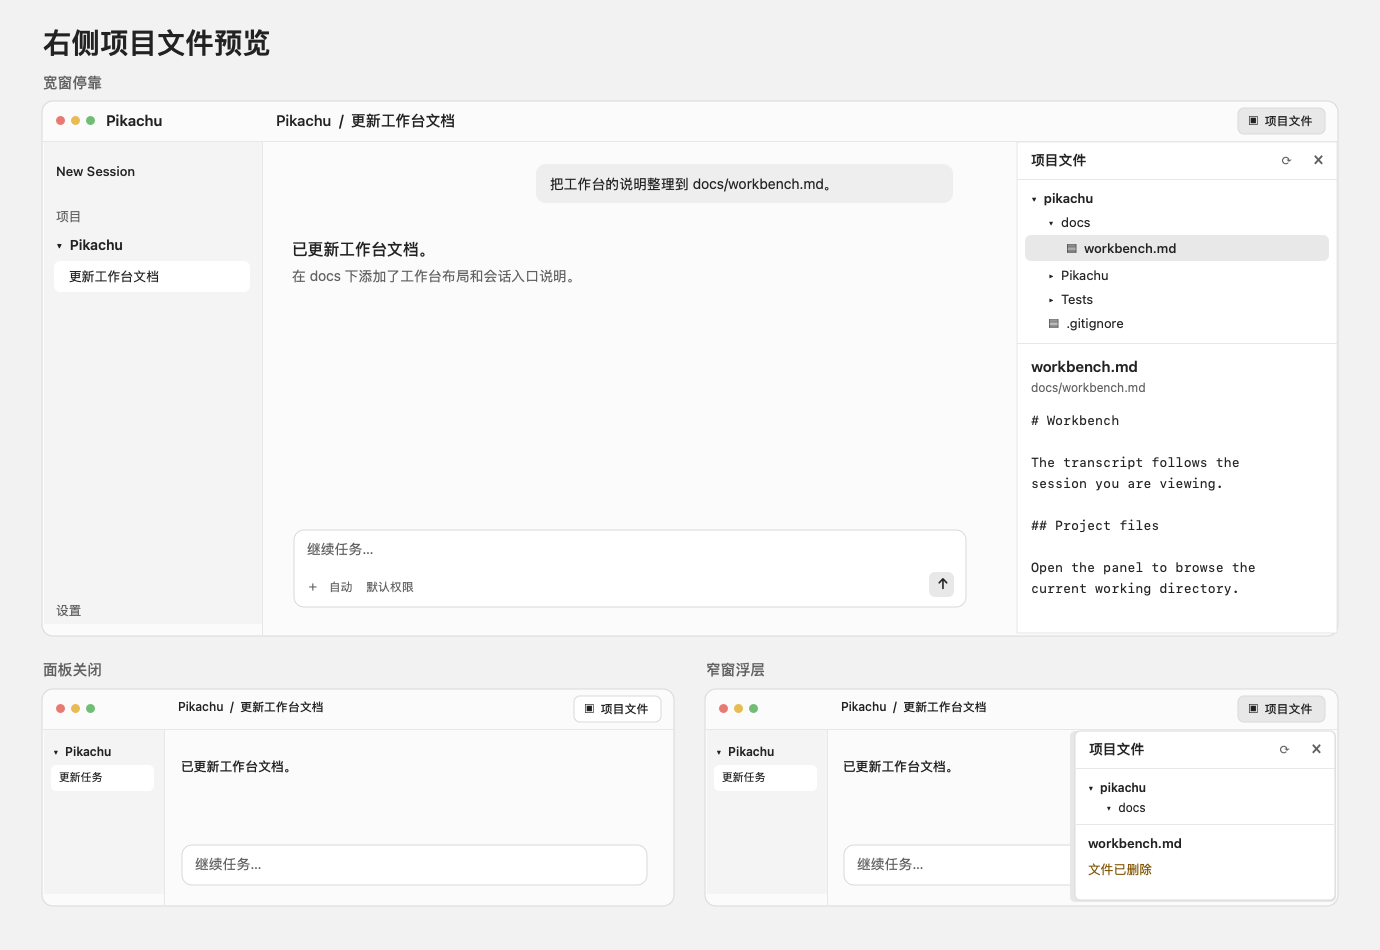 右侧项目文件预览
宽窗停靠
Pikachu
Pikachu / 更新工作台文档
项目文件
New Session
项目
Pikachu
更新工作台文档
设置
把工作台的说明整理到 docs/workbench.md。
已更新工作台文档。
在 docs 下添加了工作台布局和会话入口说明。
继续任务...
+ 自动 默认权限
项目文件
pikachu
docs
workbench.md
Pikachu
Tests
.gitignore
workbench.md
docs/workbench.md
# Workbench
The transcript follows the
session you are viewing.
## Project files
Open the panel to browse the
current working directory.
面板关闭
Pikachu / 更新工作台文档
项目文件
Pikachu
更新任务
已更新工作台文档。
继续任务...
窄窗浮层
Pikachu / 更新工作台文档
项目文件
Pikachu
更新任务
已更新工作台文档。
继续任务...
项目文件
pikachu
docs
workbench.md
文件已删除